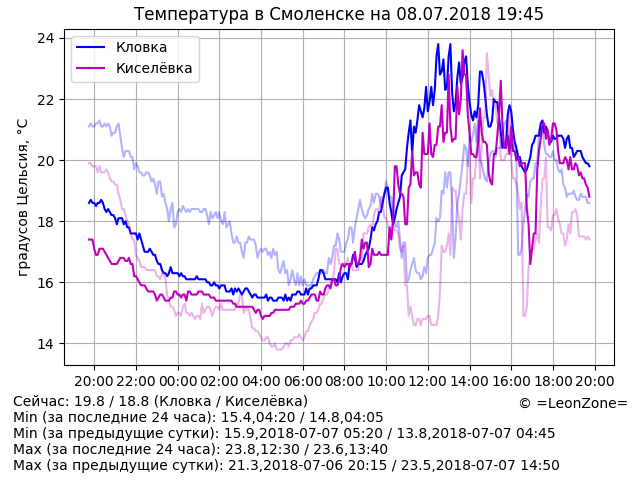 Температура в Смоленске на 08.07.2018 19:45
Кловка
Киселёвка
градусов Цельсия, °C
24
22
20
18
16
14
20:00 22:00 00:00 02:00 04:00 06:00 08:00 10:00 12:00 14:00 16:00 18:00 20:00
Сейчас: 19.8 / 18.8 (Кловка / Киселёвка)
© =LeonZone=
Min (за последние 24 часа): 15.4,04:20 / 14.8,04:05
Min (за предыдущие сутки): 15.9,2018-07-07 05:20 / 13.8,2018-07-07 04:45
Max (за последние 24 часа): 23.8,12:30 / 23.6,13:40
Max (за предыдущие сутки): 21.3,2018-07-06 20:15 / 23.5,2018-07-07 14:50